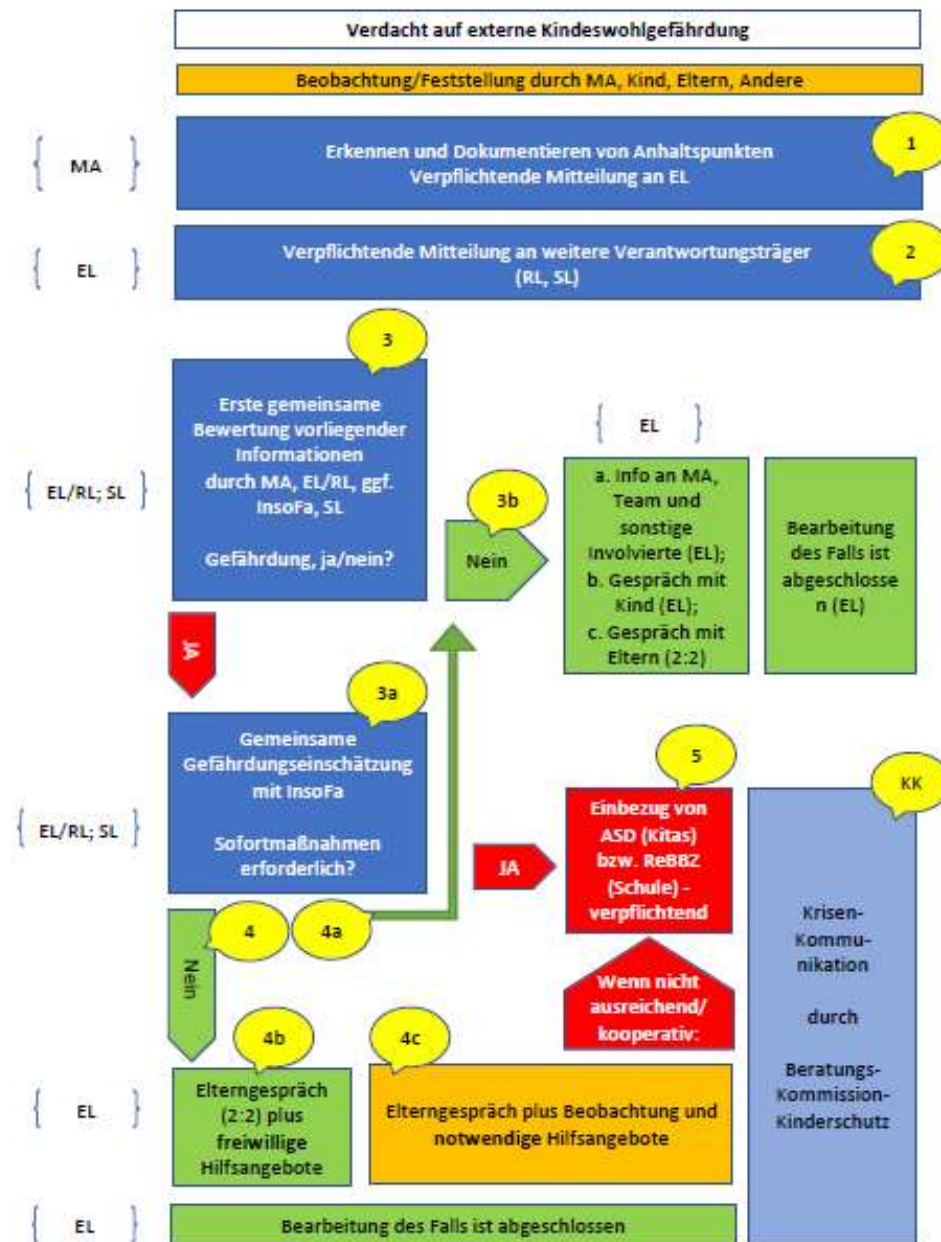 Verdacht auf externe Kindeswohlgefährdung
Beobachtung/Feststellung durch MA, Kind, Eltern, Andere
MA
Erkennen und Dokumentieren von Anhaltspunkten
Verpflichtende Mitteilung an EL
1
EL
Verpflichtende Mitteilung an weitere Verantwortungsträger
(RL, SL)
2
3
EL/RL; SL
Erste gemeinsame
Bewertung vorliegender
Informationen
durch MA, EL/RL, ggf.
InsoFa, SL
Gefährdung, ja/nein?
3b
Nein
EL
a. Info an MA,
Team und
sonstige
Involvierte (EL);
b. Gespräch mit
Kind (EL);
c. Gespräch mit
Eltern (2:2)
Bearbeitung
des Falls ist
abgeschlosse
n (EL)
JA
3a
EL/RL; SL
Gemeinsame
Gefährdungseinschätzung
mit InsoFa
Sofortmaßnahmen
erforderlich?
JA
5
Einbezug von
ASD (Kitas)
bzw. ReBBZ
(Schule) -
verpflichtend
KK
Krisen-
Kommu-
nikation
durch
Beratungs-
Kommission-
Kinderschutz
4
4a
Nein
Wenn nicht
ausreichend/
kooperativ:
4b
4c
EL
Elterngespräch
(2:2) plus
freiwillige
Hilfsangebote
Elterngespräch plus Beobachtung und
notwendige Hilfsangebote
EL
Bearbeitung des Falls ist abgeschlossen